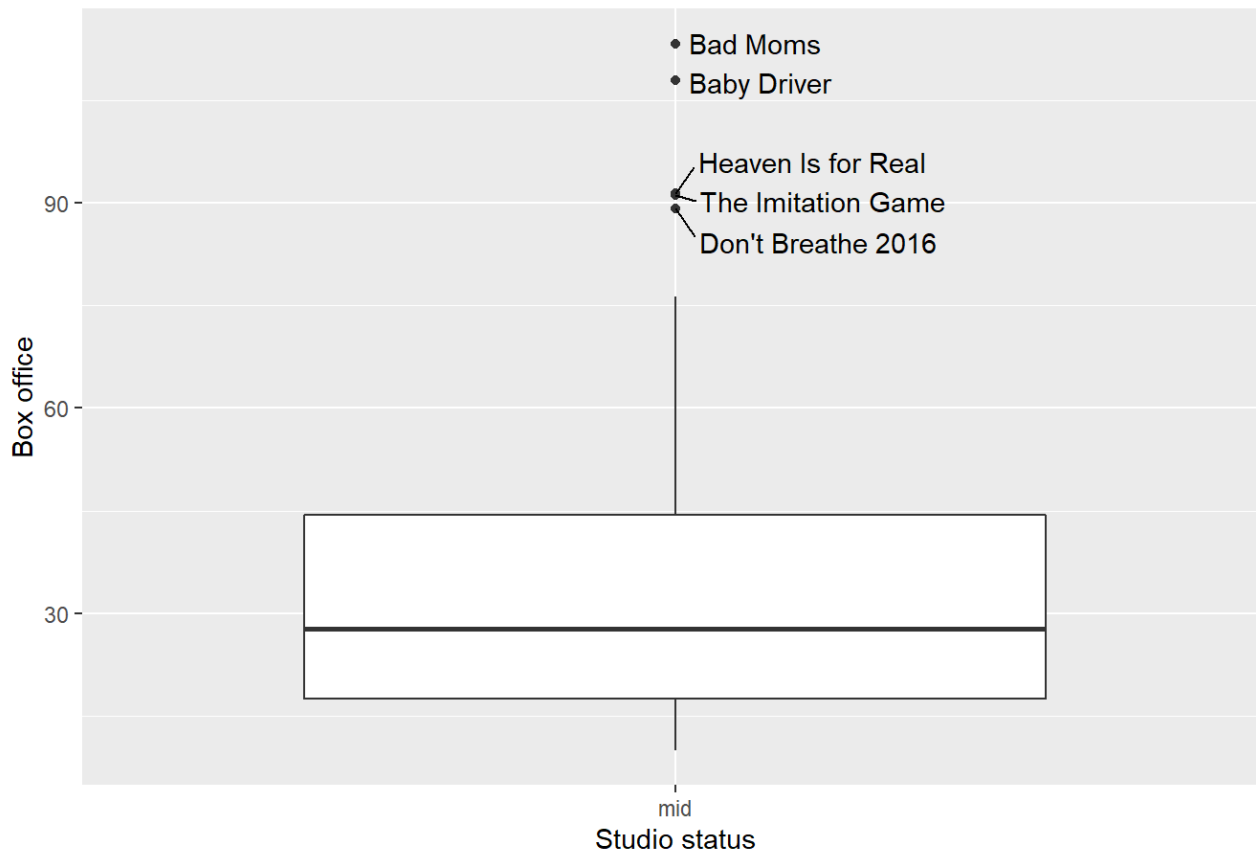 Bad Moms
Baby Driver
Heaven Is for Real
90
The Imitation Game
Don't Breathe 2016
Box office
60
30
mid
Studio status